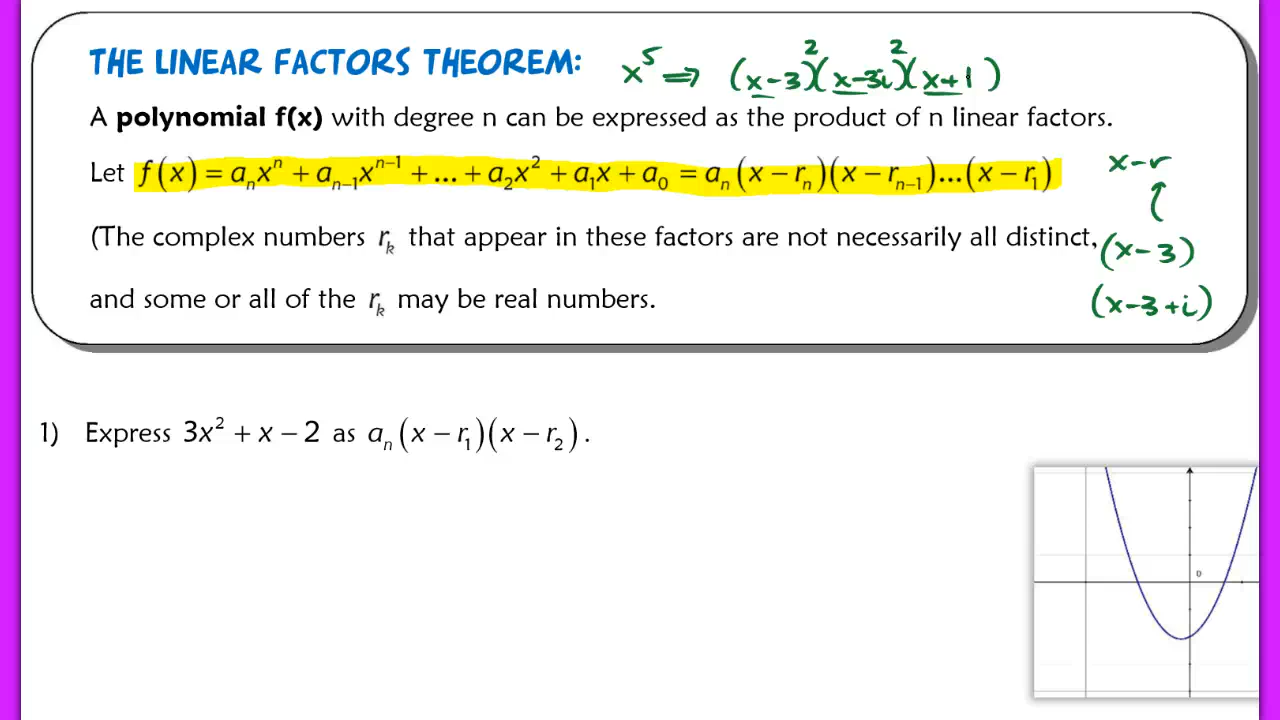 THE LINEAR FACTORS THEOREM: x⁵ ⇒ (x-3)²(x-3i)²(x+1)
A polynomial f(x) with degree n can be expressed as the product of n linear factors.
Let f(x) = aₙxⁿ + aₙ₋₁xⁿ⁻¹ + ... + a₂x² + a₁x + a₀ = aₙ(x − rₙ)(x − rₙ₋₁)...(x − r₁)
x-r
↑
(The complex numbers rₖ that appear in these factors are not necessarily all distinct,
(x-3)
and some or all of the rₖ may be real numbers.
(x-3+i)
1) Express 3x² + x − 2 as aₙ(x − r₁)(x − r₂).
0